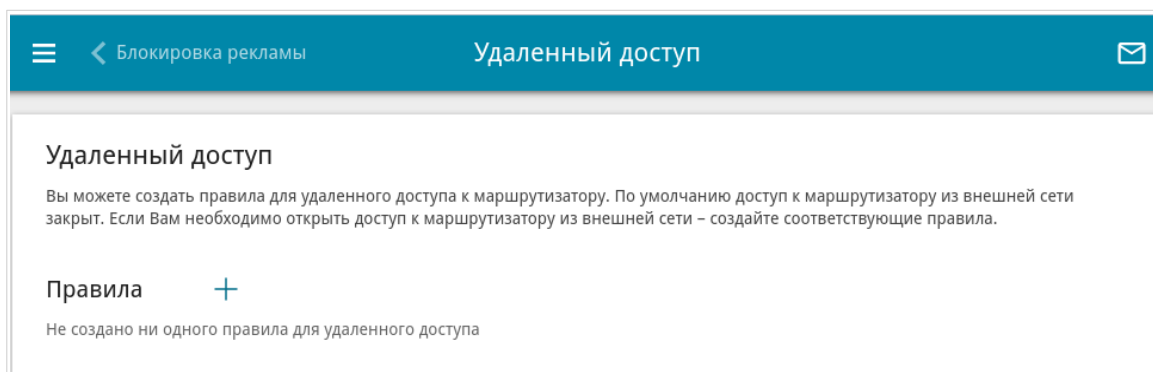 Блокировка рекламы
Удаленный доступ
Удаленный доступ
Вы можете создать правила для удаленного доступа к маршрутизатору. По умолчанию доступ к маршрутизатору из внешней сети
закрыт. Если Вам необходимо открыть доступ к маршрутизатору из внешней сети – создайте соответствующие правила.
Правила
Не создано ни одного правила для удаленного доступа